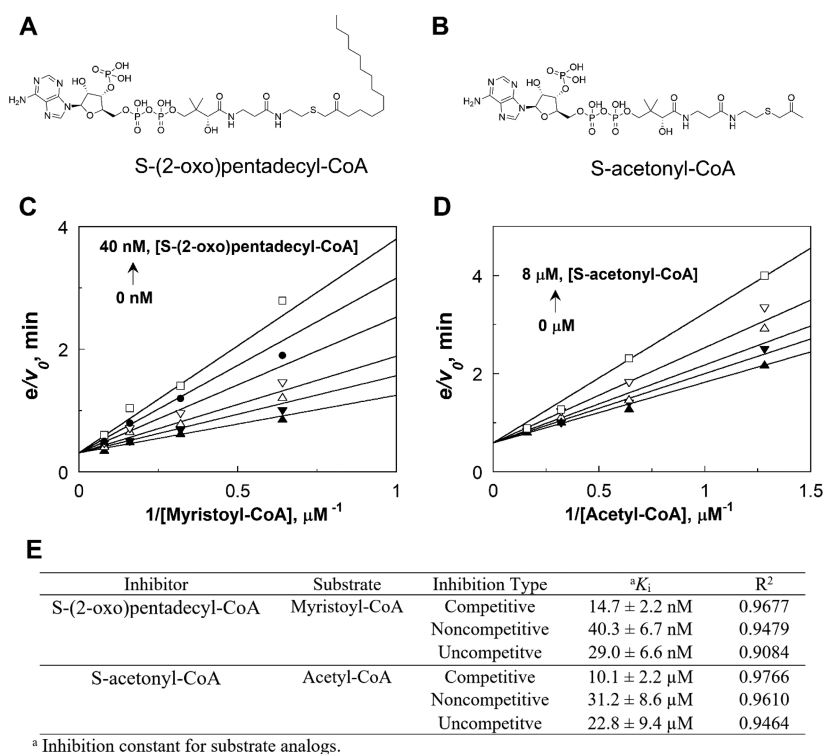 A
B
S-(2-oxo)pentadecyl-CoA
S-acetonyl-CoA
C
D
4
2
0
0
0.5
1
e/v0, min
40 nM, [S-(2-oxo)pentadecyl-CoA]
0 nM
1/[Myristoyl-CoA], μM-1
4
2
0
0
0.5
1
1.5
e/v0, min
8 μM, [S-acetonyl-CoA]
0 μM
1/[Acetyl-CoA], μM-1
E
Inhibitor Substrate Inhibition Type aKi R2
S-(2-oxo)pentadecyl-CoA Myristoyl-CoA Competitive 14.7 ± 2.2 nM 0.9677
Noncompetitive 40.3 ± 6.7 nM 0.9479
Uncompetitve 29.0 ± 6.6 nM 0.9084
S-acetonyl-CoA Acetyl-CoA Competitive 10.1 ± 2.2 μM 0.9766
Noncompetitive 31.2 ± 8.6 μM 0.9610
Uncompetitve 22.8 ± 9.4 μM 0.9464
a Inhibition constant for substrate analogs.